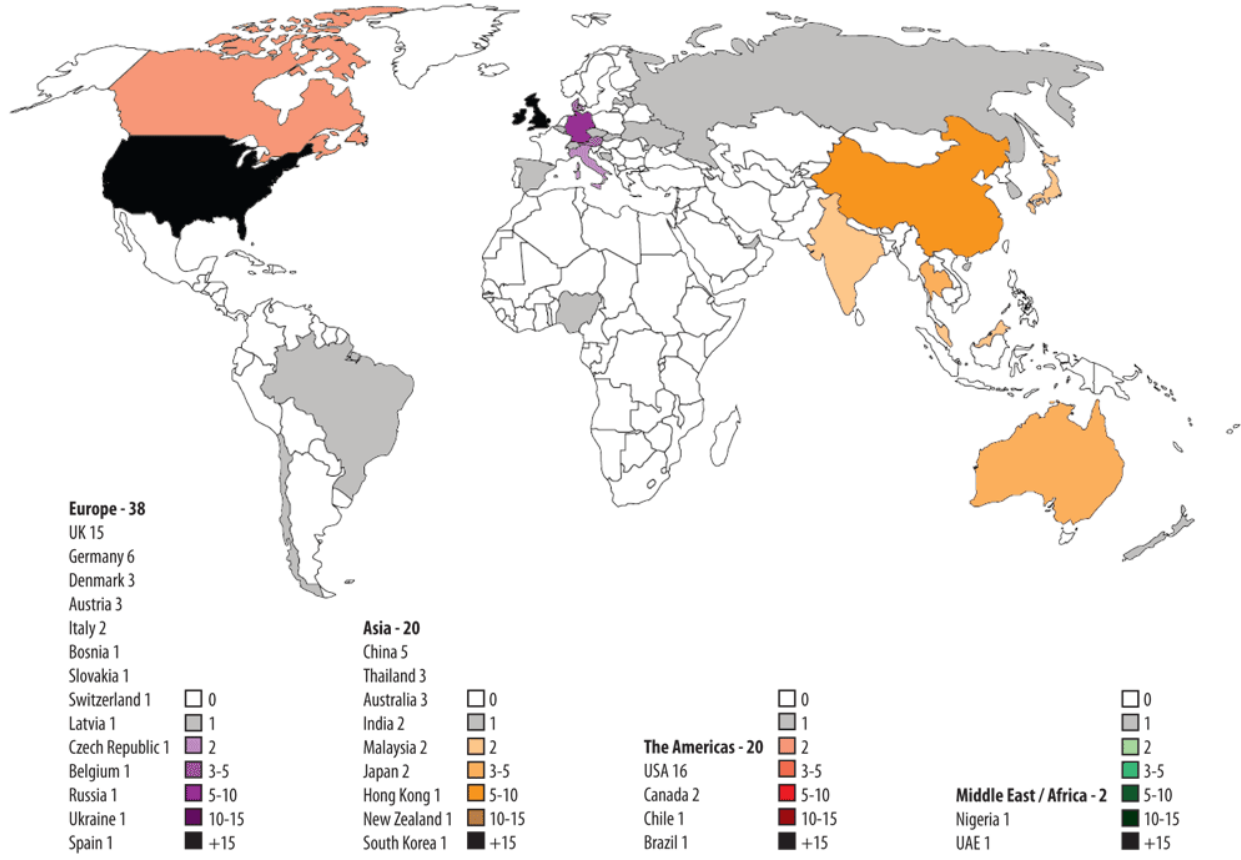 Europe - 38
UK 15
Germany 6
Denmark 3
Austria 3
Italy 2
Bosnia 1
Slovakia 1
Switzerland 1
Latvia 1
Czech Republic 1
Belgium 1
Russia 1
Ukraine 1
Spain 1
0
1
2
3-5
5-10
10-15
+15
Asia - 20
China 5
Thailand 3
Australia 3
India 2
Malaysia 2
Japan 2
Hong Kong 1
New Zealand 1
South Korea 1
0
1
2
3-5
5-10
10-15
+15
The Americas - 20
USA 16
Canada 2
Chile 1
Brazil 1
0
1
2
3-5
5-10
10-15
+15
Middle East / Africa - 2
Nigeria 1
UAE 1
0
1
2
3-5
5-10
10-15
+15